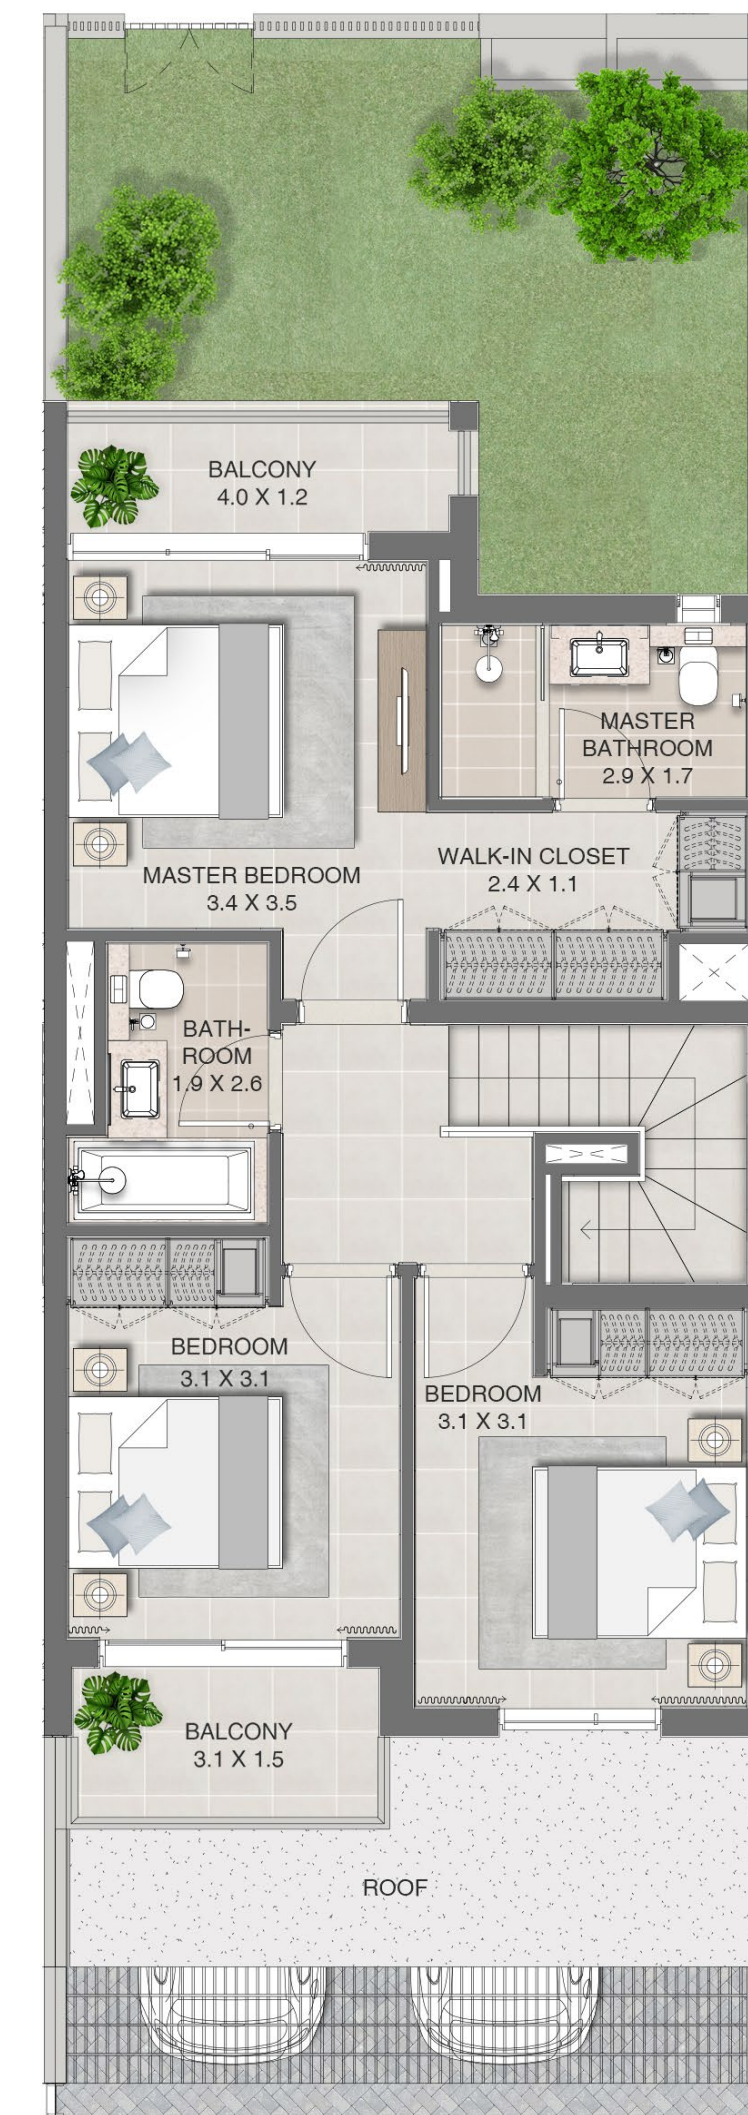 BALCONY
4.0 X 1.2
MASTER
BATHROOM
2.9 X 1.7
MASTER BEDROOM
3.4 X 3.5
WALK-IN CLOSET
2.4 X 1.1
BATH-
ROOM
1.9 X 2.6
BEDROOM
3.1 X 3.1
BEDROOM
3.1 X 3.1
BALCONY
3.1 X 1.5
ROOF